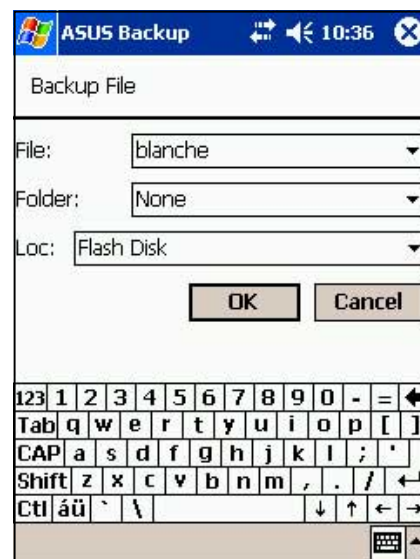 ASUS Backup 10:36
Backup File
File: blanche
Folder: None
Loc: Flash Disk
OK Cancel
123 1 2 3 4 5 6 7 8 9 0 - = ←
Tab q w e r t y u i o p [ ]
CAP a s d f g h j k l ; '
Shift z x c v b n m , . / ↵
Ctl áü ` \ ↓ ↑ ← →